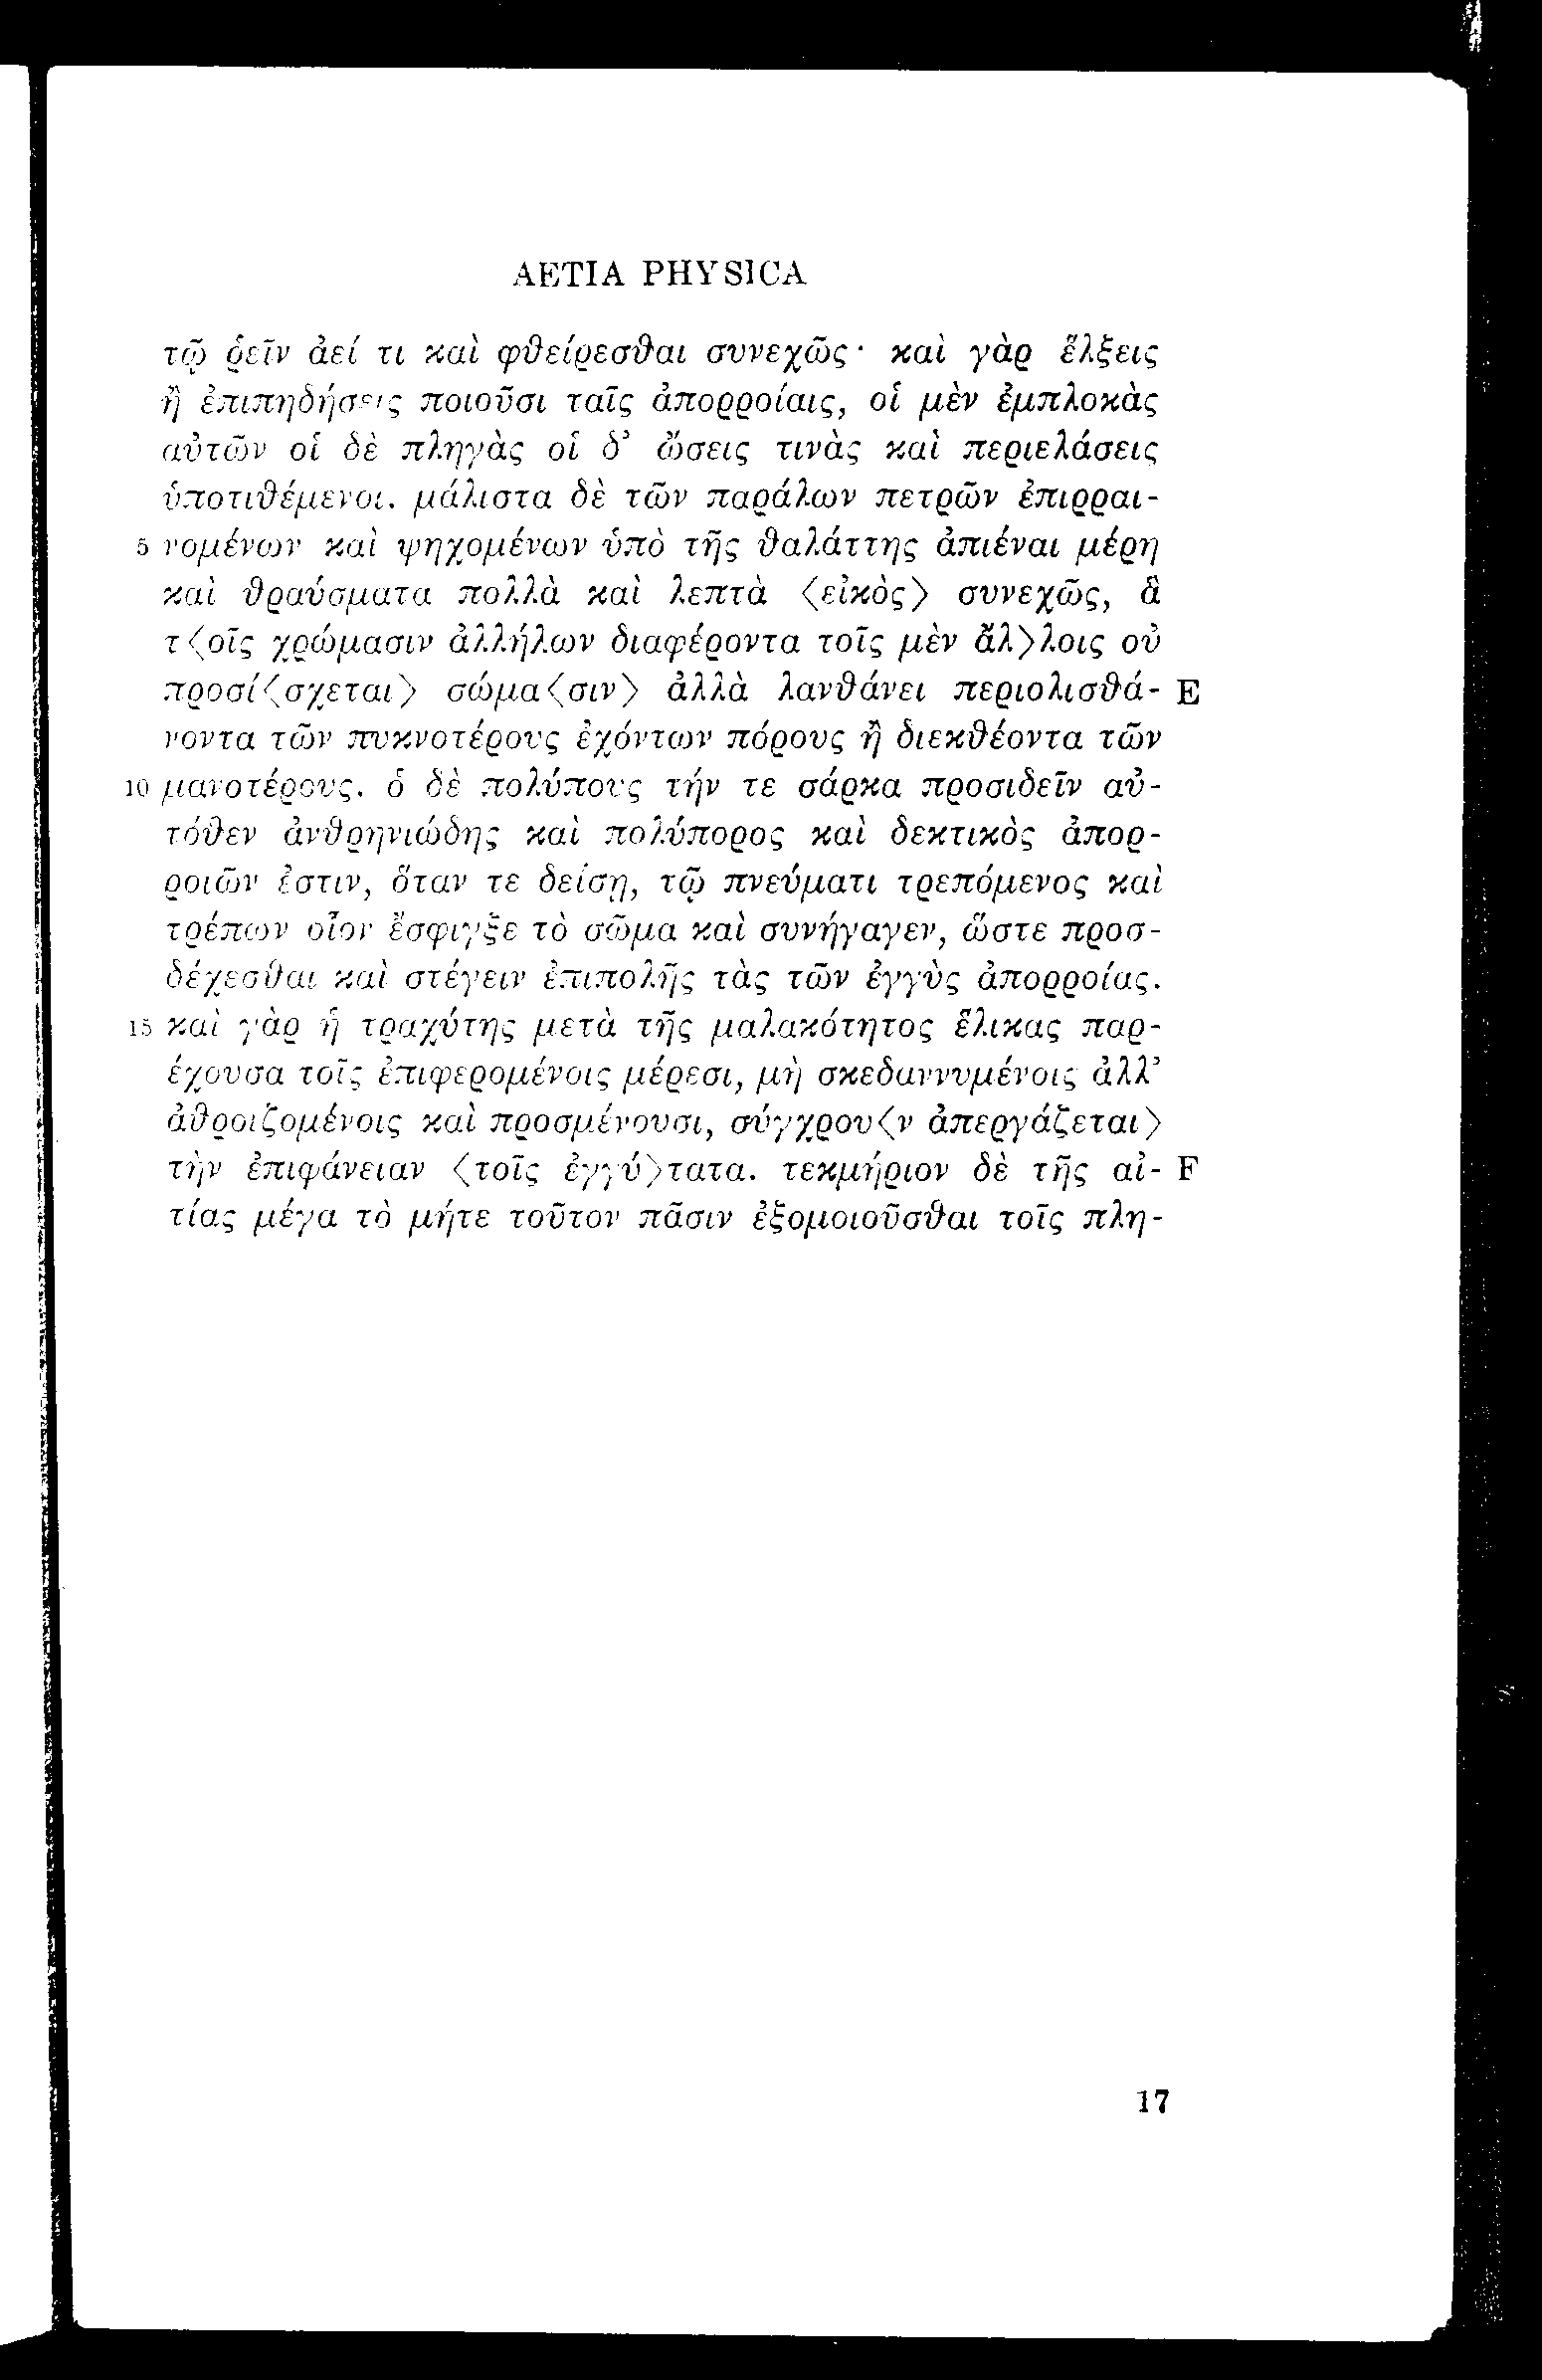 AETIA PHYSICA
τῷ ῥεῖν ἀεί τι καὶ φθείρεσθαι συνεχῶς· καὶ γὰρ ἕλξεις
ἢ ἐπιπηδήσεις ποιοῦσι ταῖς ἀπορροίαις, οἱ μὲν ἐμπλοκὰς
αὐτῶν οἱ δὲ πληγὰς οἱ δ’ ὤσεις τινὰς καὶ περιελάσεις
ὑποτιθέμενοι. μάλιστα δὲ τῶν παράλων πετρῶν ἐπιρραι-
5 νομένων καὶ ψηχομένων ὑπὸ τῆς θαλάττης ἀπιέναι μέρη
καὶ θραύσματα πολλὰ καὶ λεπτὰ 〈εἰκὸς〉 συνεχῶς, ἃ
τ〈οῖς χρώμασιν ἀλλήλων διαφέροντα τοῖς μὲν ἄλ〉λοις οὐ
προσί〈σχεται〉 σώμα〈σιν〉 ἀλλὰ λανθάνει περιολισθά- E
νοντα τῶν πυκνοτέρους ἐχόντων πόρους ἢ διεκθέοντα τῶν
10 μανοτέρους. ὁ δὲ πολύπους τήν τε σάρκα προσιδεῖν αὐ-
τόθεν ἀνθρηνιώδης καὶ πολύπορος καὶ δεκτικὸς ἀπορ-
ροιῶν ἐστιν, ὅταν τε δείσῃ, τῷ πνεύματι τρεπόμενος καὶ
τρέπων οἷον ἔσφιγξε τὸ σῶμα καὶ συνήγαγεν, ὥστε προσ-
δέχεσθαι καὶ στέγειν ἐπιπολῆς τὰς τῶν ἐγγὺς ἀπορροίας.
15 καὶ γὰρ ἡ τραχύτης μετὰ τῆς μαλακότητος ἕλικας παρ-
έχουσα τοῖς ἐπιφερομένοις μέρεσι, μὴ σκεδαννυμένοις ἀλλ’
ἀθροιζομένοις καὶ προσμένουσι, σύγχρου〈ν ἀπεργάζεται〉
τὴν ἐπιφάνειαν 〈τοῖς ἐγγύ〉τατα. τεκμήριον δὲ τῆς αἰ- F
τίας μέγα τὸ μήτε τοῦτον πᾶσιν ἐξομοιοῦσθαι τοῖς πλη-
17